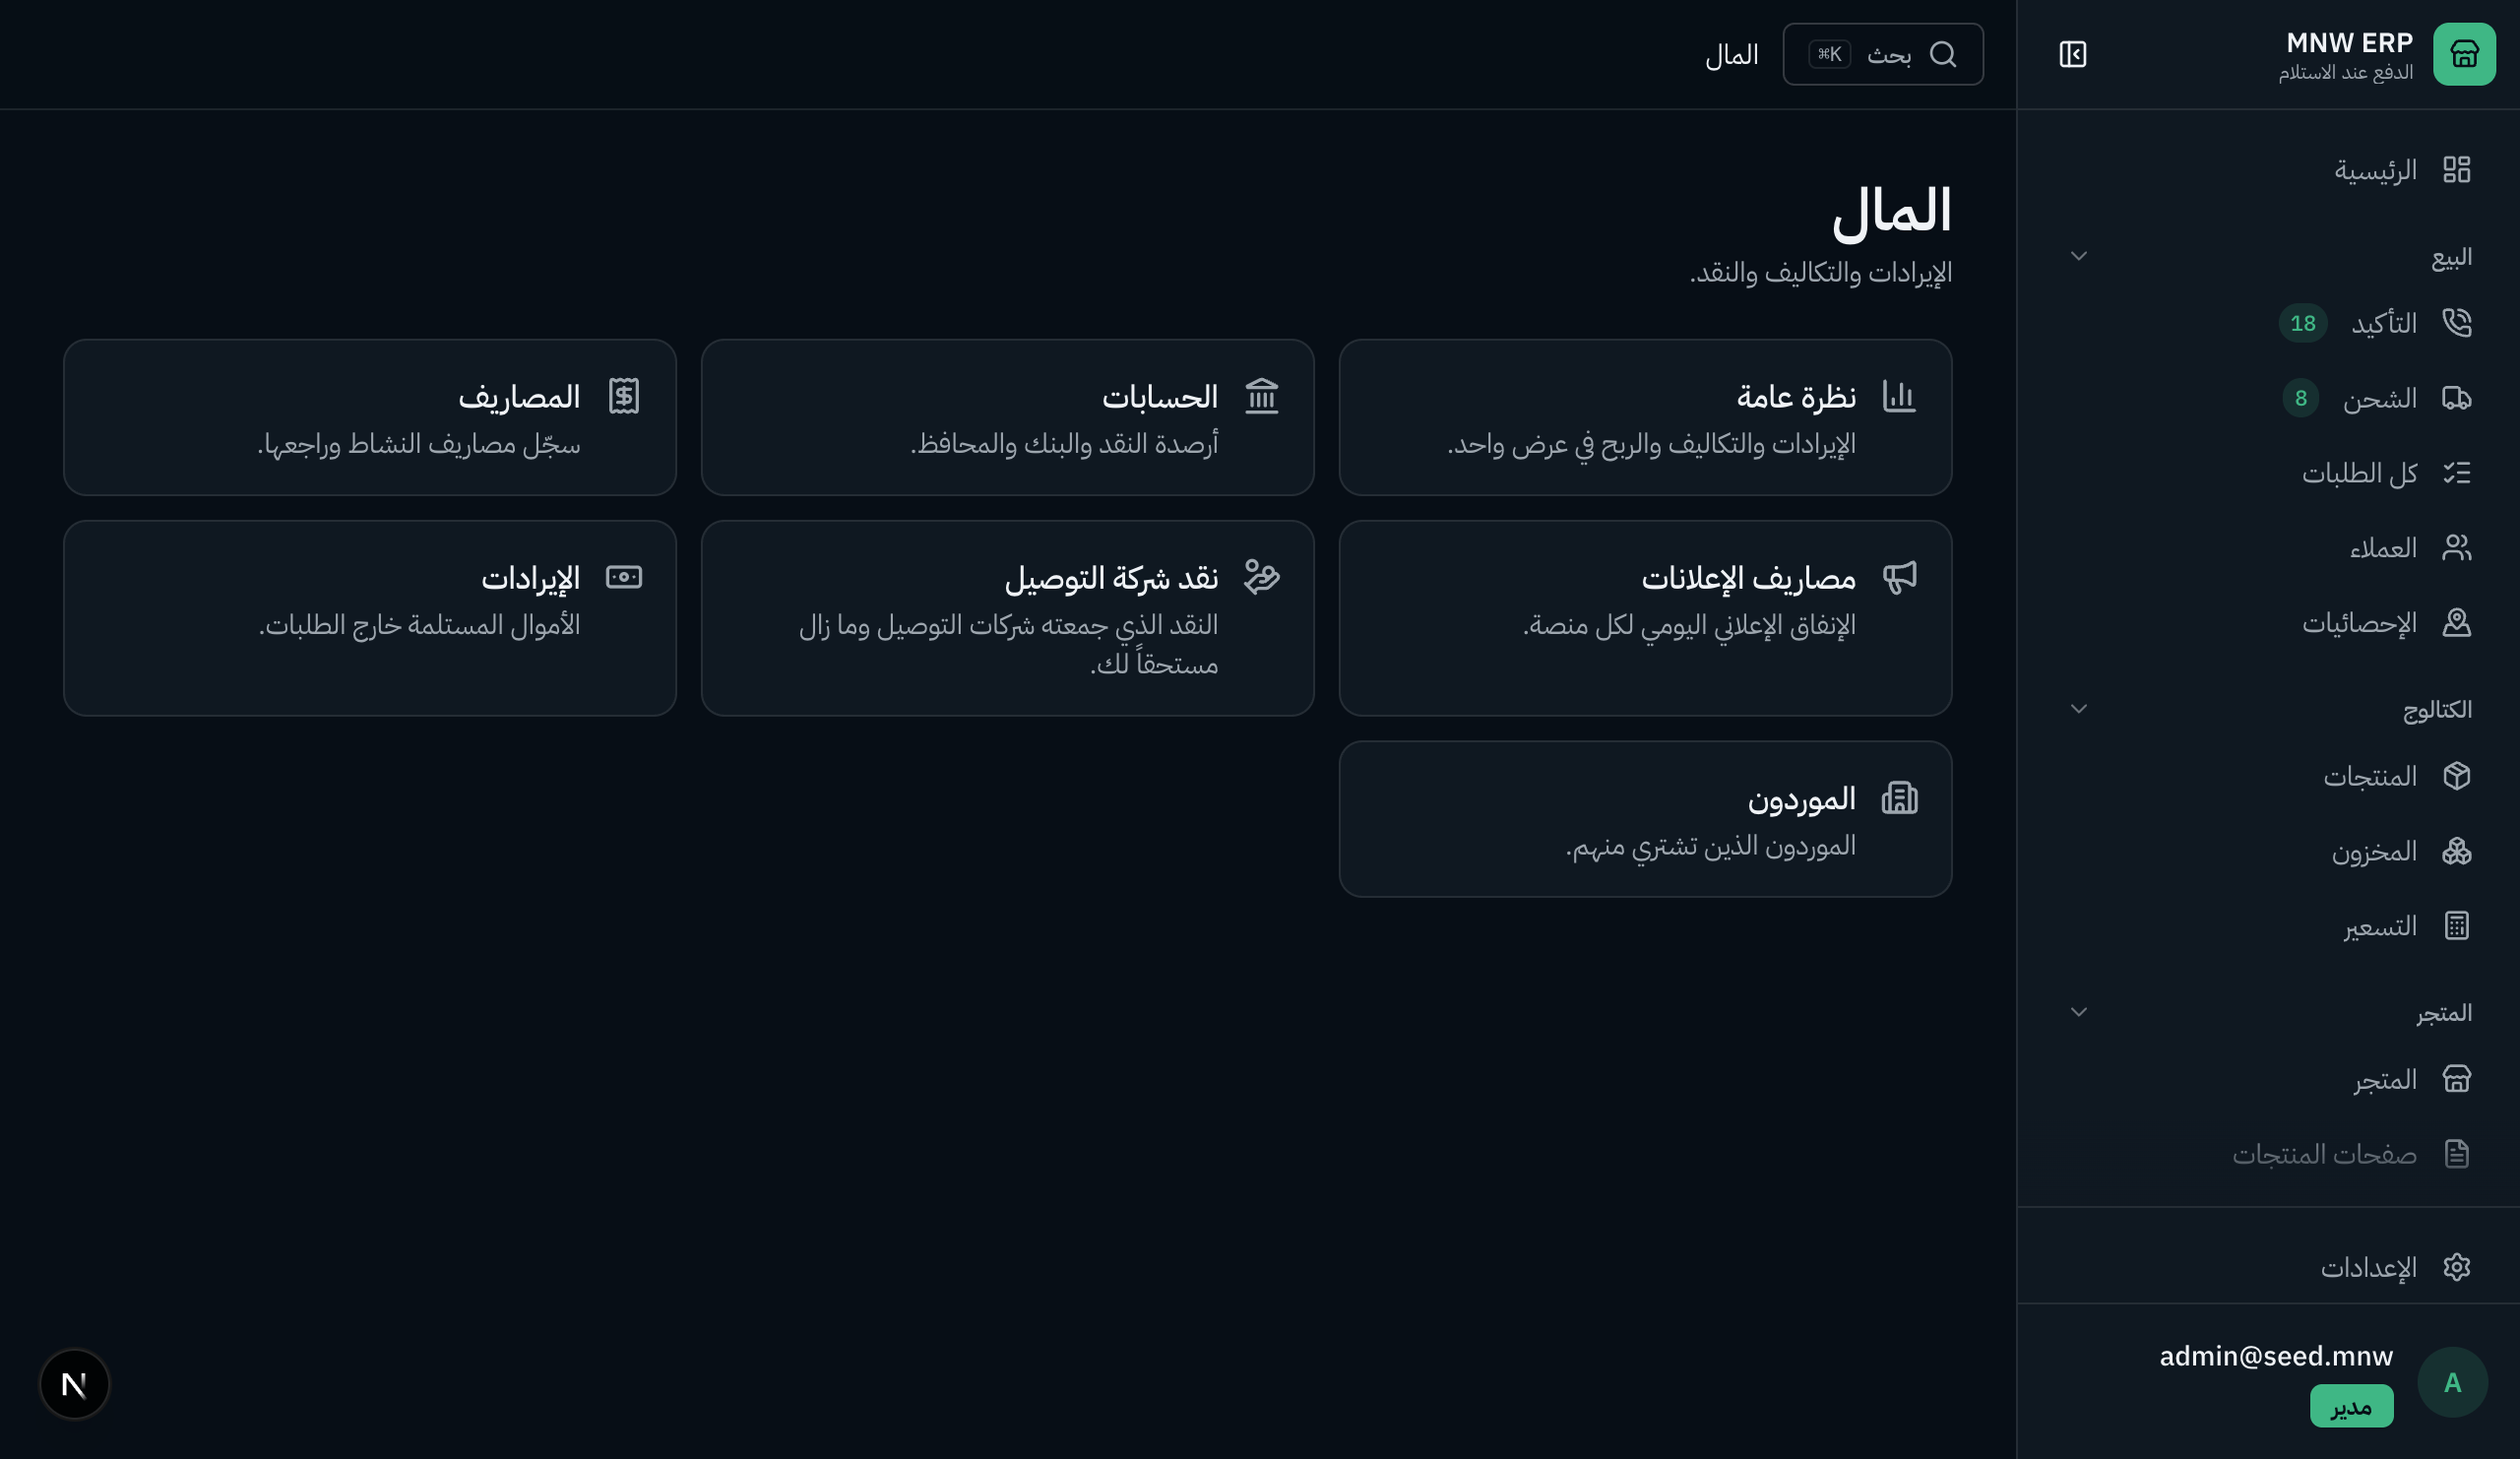 MNW ERP
الدفع عند الاستلام
الرئيسية
البيع
التأكيد 18
الشحن 8
كل الطلبات
العملاء
الإحصائيات
الكتالوج
المنتجات
المخزون
التسعير
المتجر
المتجر
صفحات المنتجات
الإعدادات
A
admin@seed.mnw
مدير
بحث ⌘K
المال
المال
الإيرادات والتكاليف والنقد.
نظرة عامة
الإيرادات والتكاليف والربح في عرض واحد.
الحسابات
أرصدة النقد والبنك والمحافظ.
المصاريف
سجّل مصاريف النشاط وراجعها.
مصاريف الإعلانات
الإنفاق الإعلاني اليومي لكل منصة.
نقد شركة التوصيل
النقد الذي جمعته شركات التوصيل وما زال
مستحقاً لك.
الإيرادات
الأموال المستلمة خارج الطلبات.
الموردون
الموردون الذين تشتري منهم.
N